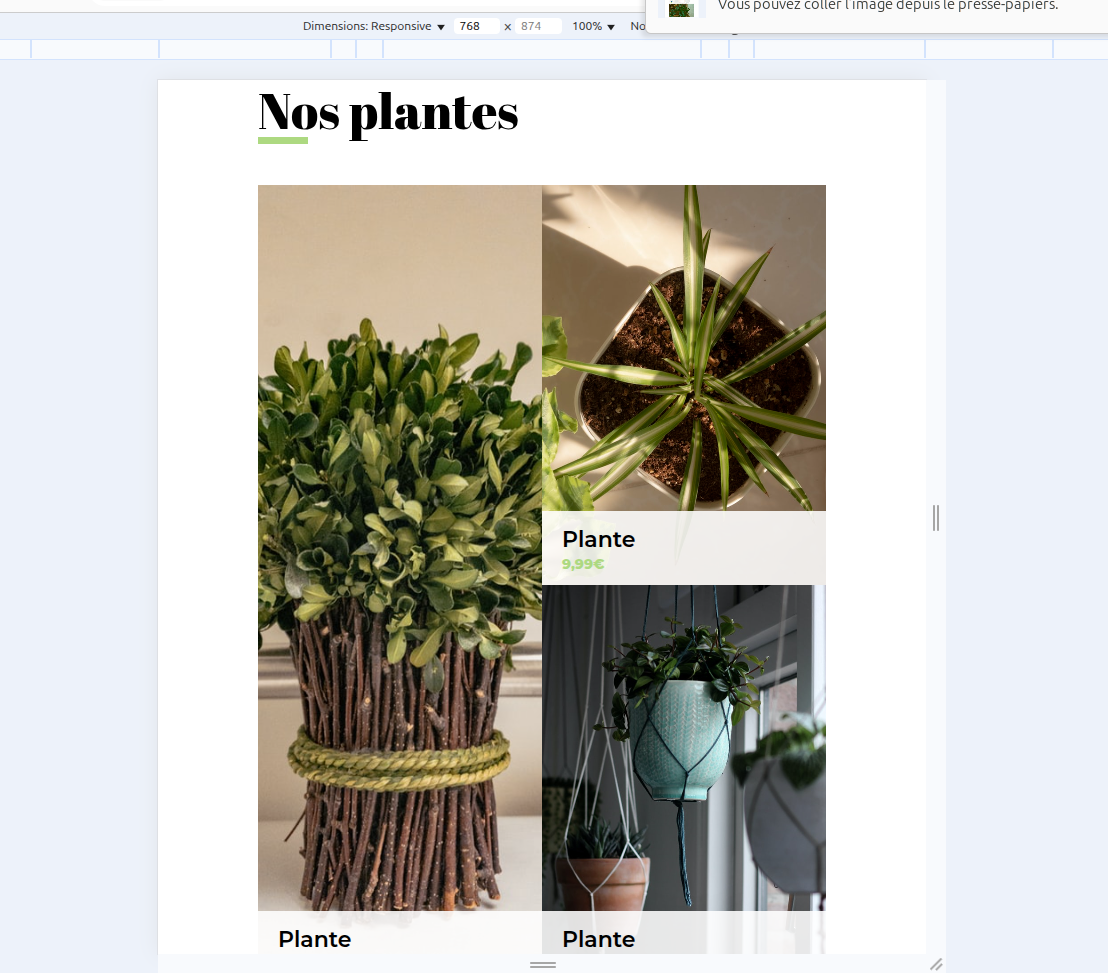 Vous pouvez coller l'image depuis le presse-papiers.
Dimensions: Responsive 768 x 874 100% No
Nos plantes
Plante
9,99€
Plante
Plante